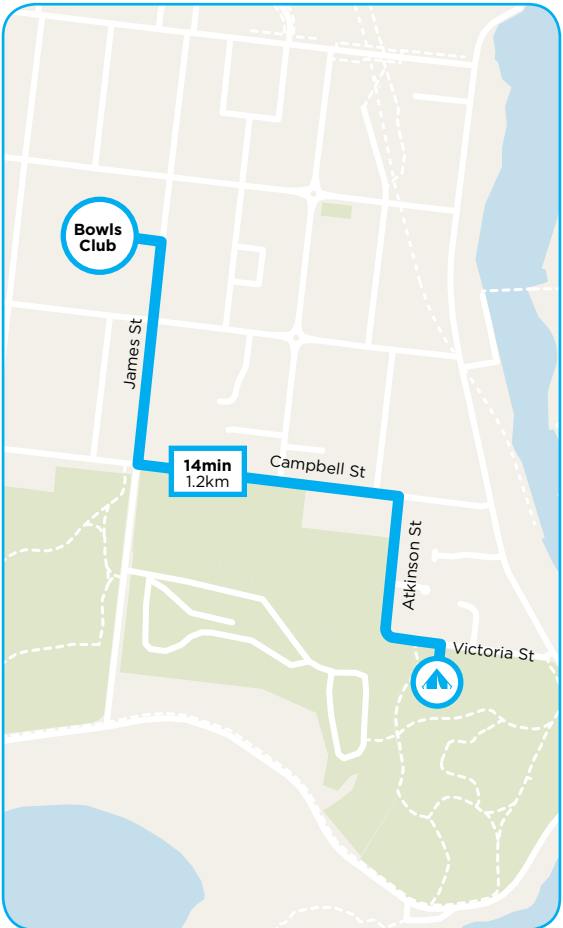 Bowls
Club
James St
14min
1.2km
Campbell St
Atkinson St
Victoria St